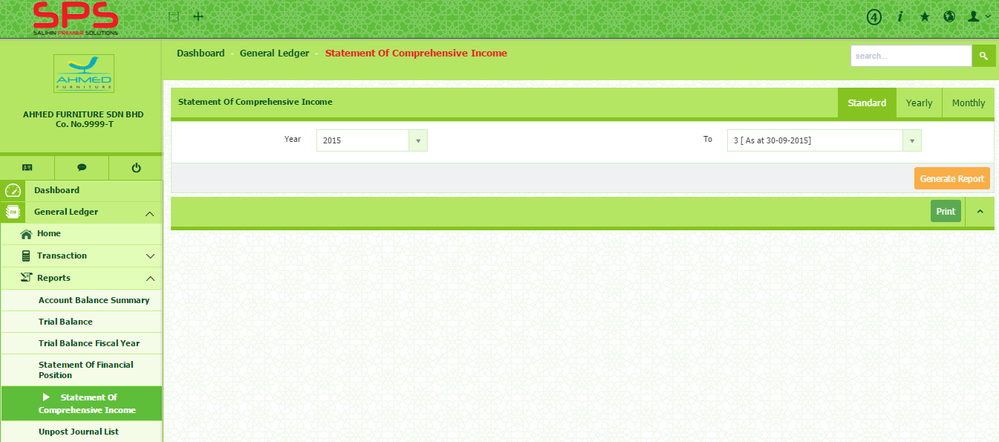 SPS
SALIHIN PREMIER SOLUTIONS
4
Dashboard - General Ledger - Statement Of Comprehensive Income
search...
AHMED
FURNITURE
AHMED FURNITURE SDN BHD
Co. No.9999-T
Statement Of Comprehensive Income
Standard Yearly Monthly
Year 2015 To 3 [ As at 30-09-2015]
Generate Report
Print
Dashboard
RM General Ledger
Home
Transaction
Reports
Account Balance Summary
Trial Balance
Trial Balance Fiscal Year
Statement Of Financial
Position
Statement Of
Comprehensive Income
Unpost Journal List